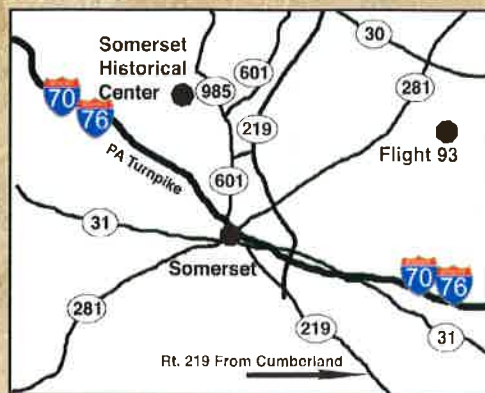 Somerset
Historical
Center
30
601
281
985
70
76
219
Flight 93
PA Turnpike
601
31
Somerset
70
76
281
219
31
Rt. 219 From Cumberland